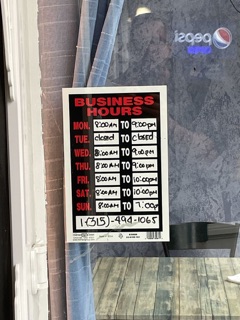 pepsi
BUSINESS
HOURS
MON. 8:00AM TO 9:00pm
TUE. closed TO closed
WED. 8:00AM TO 9:00pm
THU. 8:00AM TO 9:00pm
FRI. 8:00AM TO 10:00pm
SAT. 8:00AM TO 10:00pm
SUN. 8:00AM TO 7:00pm
1-(315)-494-1065